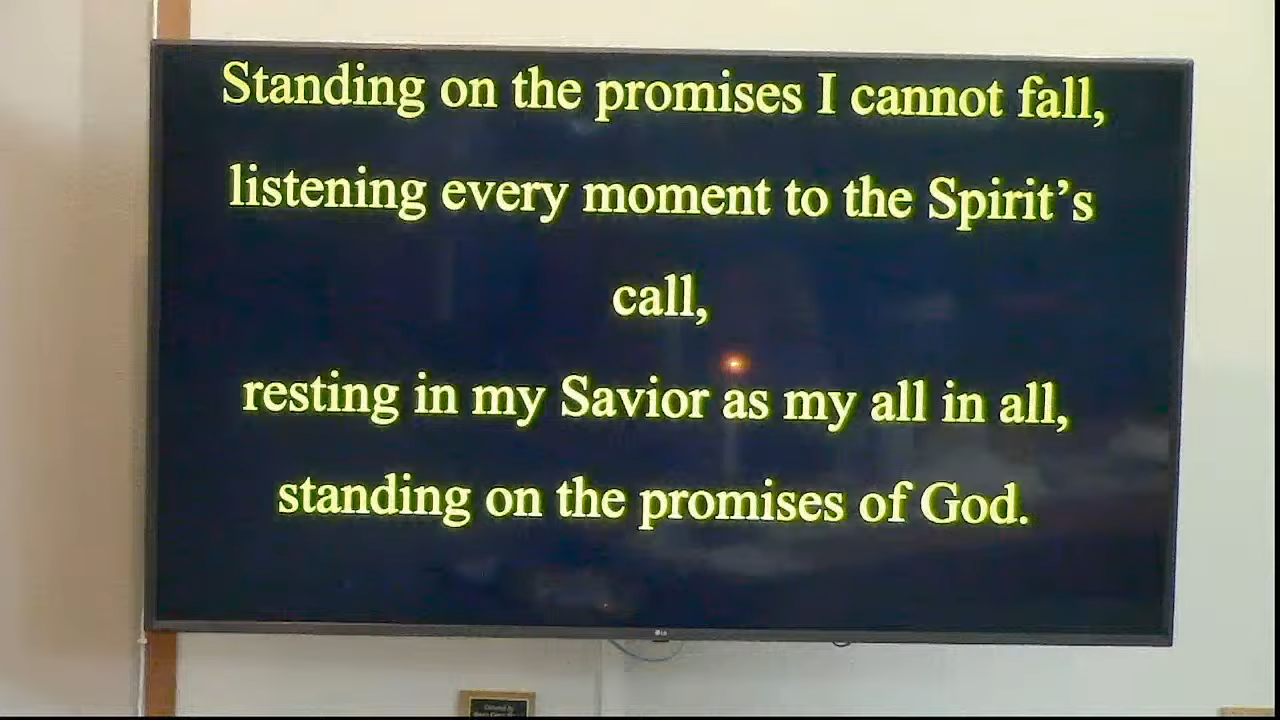 Standing on the promises I cannot fall,
listening every moment to the Spirit’s
call,
resting in my Savior as my all in all,
standing on the promises of God.
LG